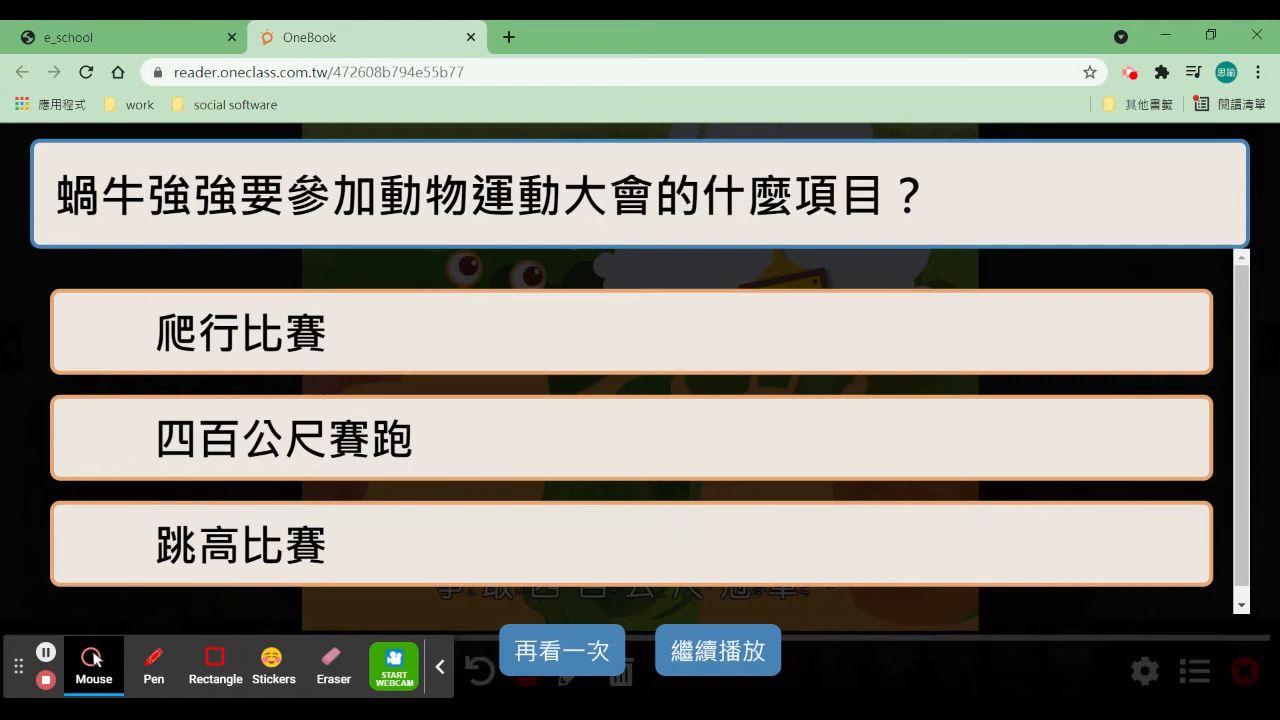 e_school
OneBook
reader.oneclass.com.tw/472608b794e55b77
思諭
應用程式
work
social software
其他書籤
閱讀清單
蝸牛強強要參加動物運動大會的什麼項目？
爬行比賽
四百公尺賽跑
跳高比賽
再看一次
繼續播放
Mouse
Pen
Rectangle
Stickers
Eraser
START
WEBCAM